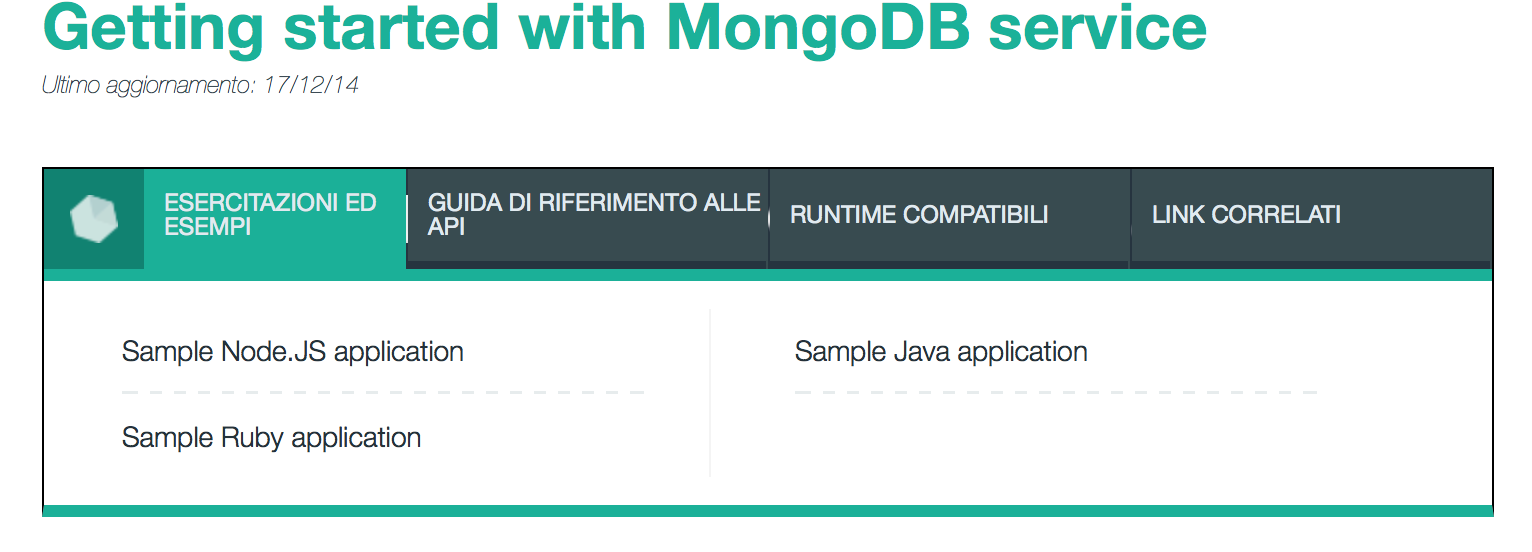 Getting started with MongoDB service
Ultimo aggiornamento: 17/12/14
ESERCITAZIONI ED
ESEMPI
GUIDA DI RIFERIMENTO ALLE
API
RUNTIME COMPATIBILI
LINK CORRELATI
Sample Node.JS application
Sample Java application
Sample Ruby application